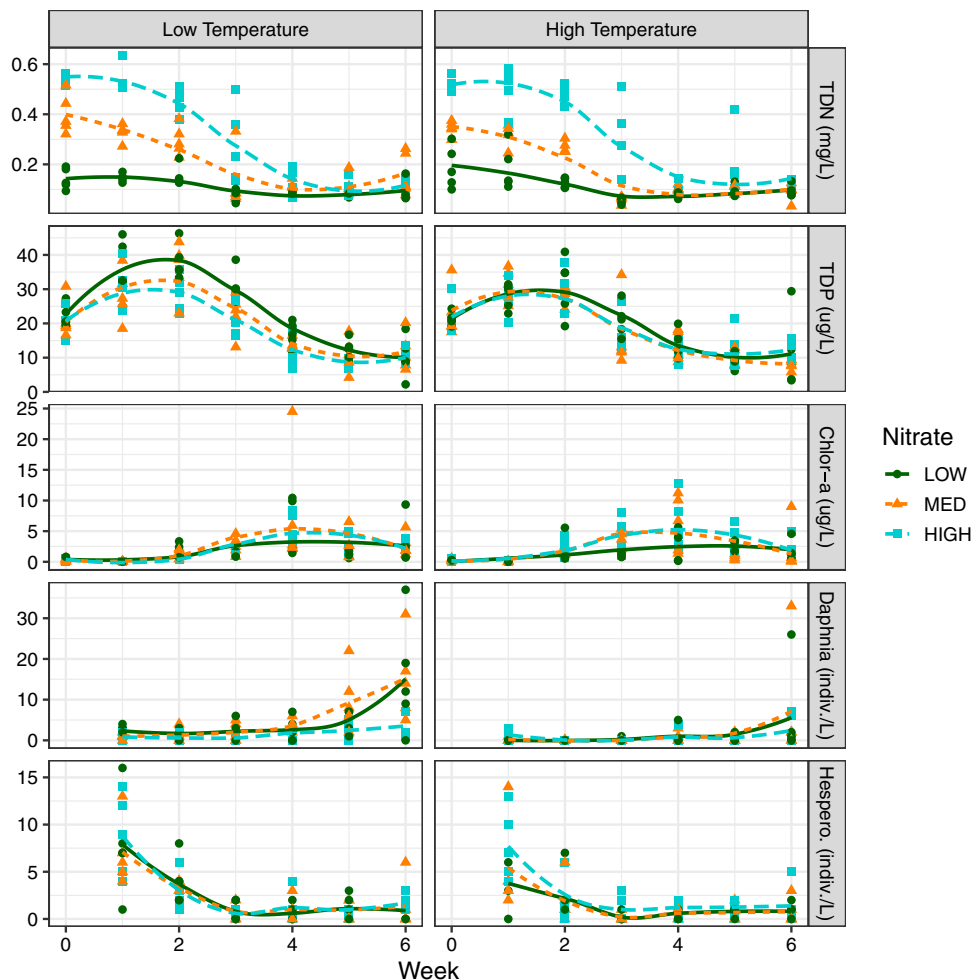 Low Temperature High Temperature
0.6
0.4
0.2
TDN (mg/L)
40
30
20
10
0
TDP (ug/L)
25
20
15
10
5
0
Chlor−a (ug/L)
30
20
10
0
Daphnia (indiv./L)
15
10
5
0
Hespero. (indiv./L)
0 2 4 6 0 2 4 6
Week
Nitrate
LOW
MED
HIGH